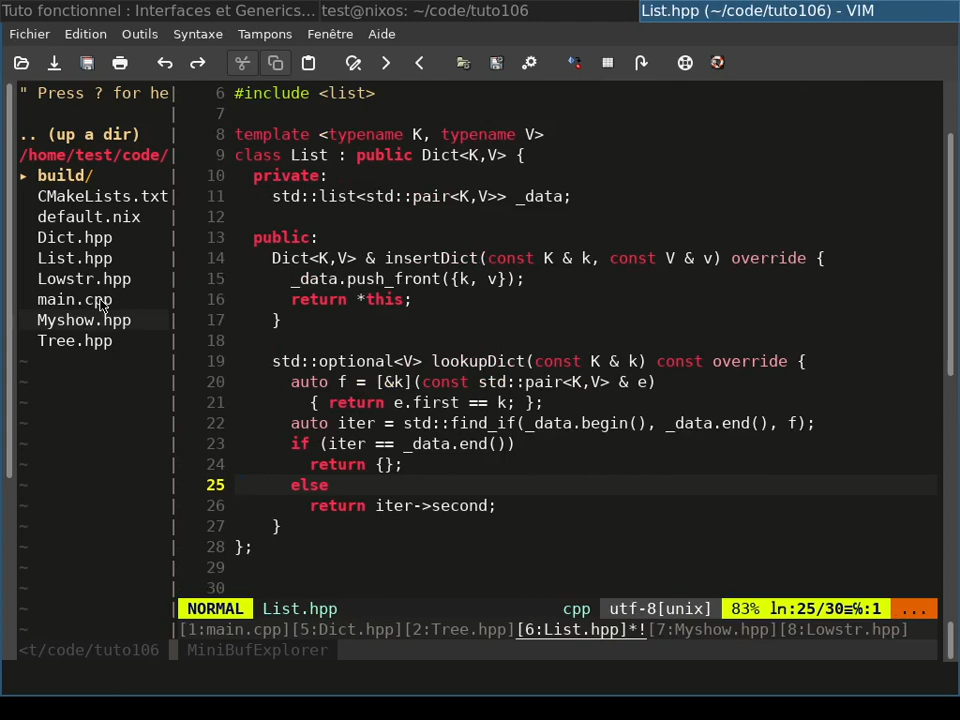 Tuto fonctionnel : Interfaces et Generics...
test@nixos: ~/code/tuto106
List.hpp (~/code/tuto106) - VIM
Fichier Edition Outils Syntaxe Tampons Fenêtre Aide
" Press ? for he|
.. (up a dir) |
/home/test/code/|
▸ build/ |
CMakeLists.txt|
default.nix |
Dict.hpp |
List.hpp |
Lowstr.hpp |
main.cpp |
Myshow.hpp |
Tree.hpp |
~ |
~ |
~ |
~ |
~ |
~ |
~ |
~ |
~ |
~ |
~ |
~ |
~ |
~ |
6 #include <list>
7
8 template <typename K, typename V>
9 class List : public Dict<K,V> {
10 private:
11 std::list<std::pair<K,V>> _data;
12
13 public:
14 Dict<K,V> & insertDict(const K & k, const V & v) override {
15 _data.push_front({k, v});
16 return *this;
17 }
18
19 std::optional<V> lookupDict(const K & k) const override {
20 auto f = [&k](const std::pair<K,V> & e)
21 { return e.first == k; };
22 auto iter = std::find_if(_data.begin(), _data.end(), f);
23 if (iter == _data.end())
24 return {};
25 else
26 return iter->second;
27 }
28 };
29
30
NORMAL List.hpp cpp utf-8[unix] 83% ㏑:25/30≡℅:1 ...
[1:main.cpp][5:Dict.hpp][2:Tree.hpp][6:List.hpp]*![7:Myshow.hpp][8:Lowstr.hpp]
<t/code/tuto106 MiniBufExplorer